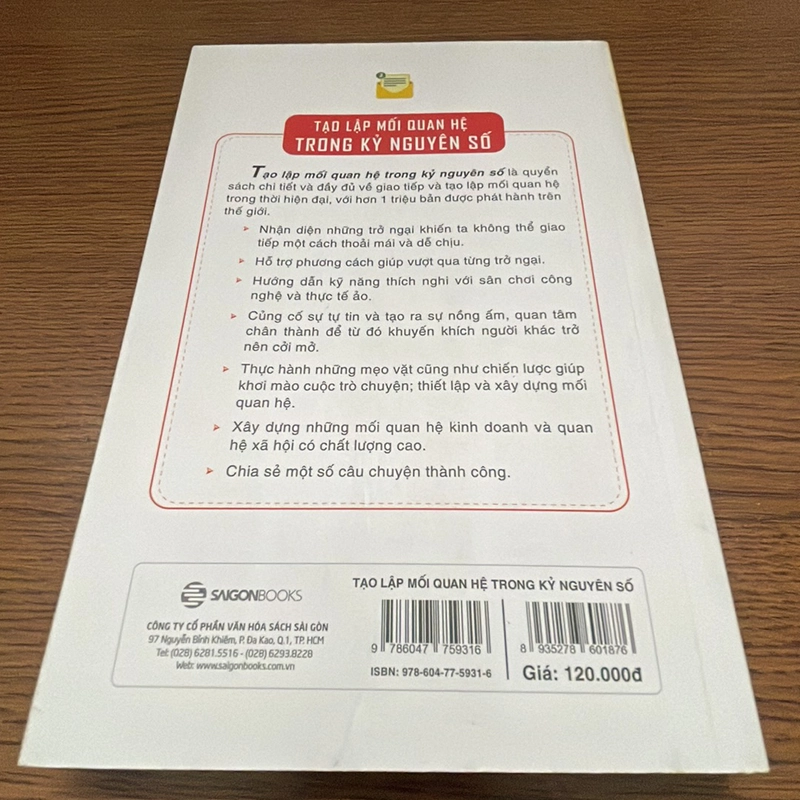 TẠO LẬP MỐI QUAN HỆ
TRONG KỶ NGUYÊN SỐ
Tạo lập mối quan hệ trong kỷ nguyên số là quyển
sách chi tiết và đầy đủ về giao tiếp và tạo lập mối quan hệ
trong thời hiện đại, với hơn 1 triệu bản được phát hành trên
thế giới.
➤ Nhận diện những trở ngại khiến ta không thể giao
tiếp một cách thoải mái và dễ chịu.
➤ Hỗ trợ phương cách giúp vượt qua từng trở ngại.
➤ Hướng dẫn kỹ năng thích nghi với sân chơi công
nghệ và thực tế ảo.
➤ Củng cố sự tự tin và tạo ra sự nồng ấm, quan tâm
chân thành để từ đó khuyến khích người khác trở
nên cởi mở.
➤ Thực hành những mẹo vặt cũng như chiến lược giúp
khơi mào cuộc trò chuyện; thiết lập và xây dựng mối
quan hệ.
➤ Xây dựng những mối quan hệ kinh doanh và quan
hệ xã hội có chất lượng cao.
➤ Chia sẻ một số câu chuyện thành công.
SAIGONBOOKS
CÔNG TY CỔ PHẦN VĂN HÓA SÁCH SÀI GÒN
97 Nguyễn Bỉnh Khiêm, P. Đa Kao, Q.1, TP. HCM
Tel: (028) 6281.5516 - (028) 6293.8228
Web: www.saigonbooks.com.vn
TẠO LẬP MỐI QUAN HỆ TRONG KỶ NGUYÊN SỐ
9 786047 759316
ISBN: 978-604-77-5931-6
8 935278 601876
Giá: 120.000đ